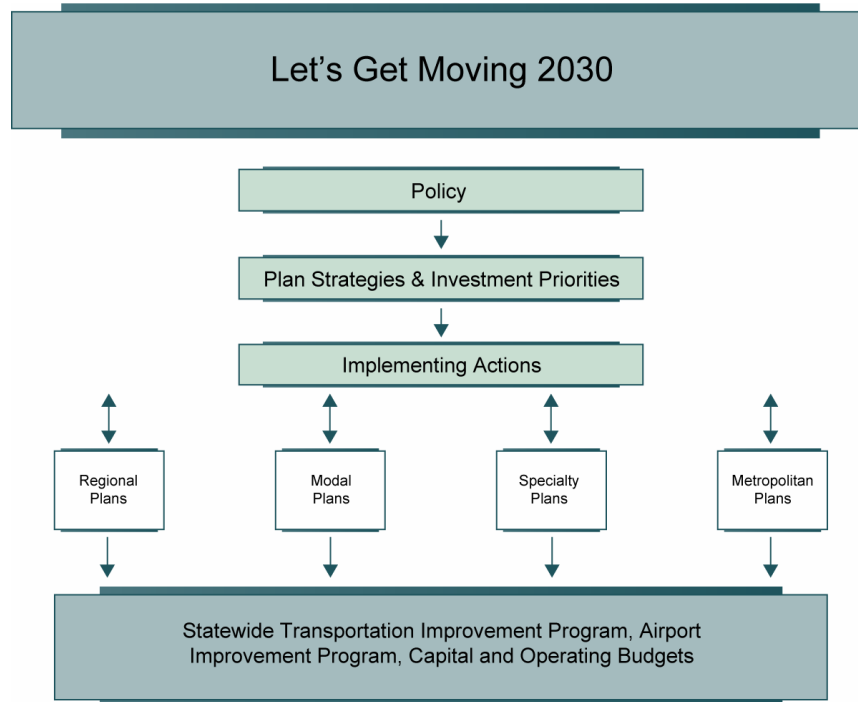 Let’s Get Moving 2030
Policy
Plan Strategies & Investment Priorities
Implementing Actions
Regional
Plans
Modal
Plans
Specialty
Plans
Metropolitan
Plans
Statewide Transportation Improvement Program, Airport
Improvement Program, Capital and Operating Budgets